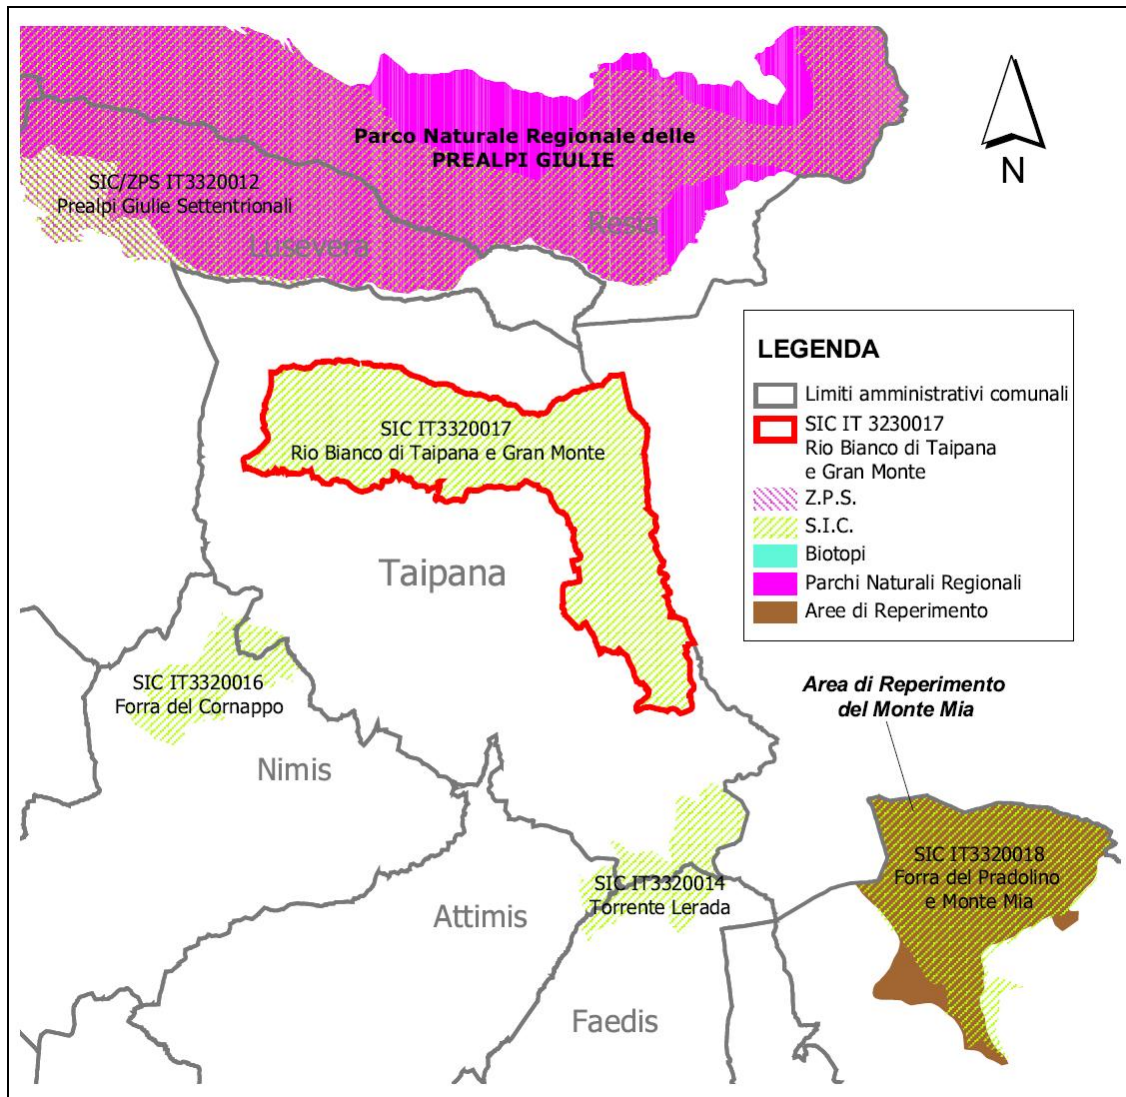 Parco Naturale Regionale delle
PREALPI GIULIE
N
SIC/ZPS IT3320012
Prealpi Giulie Settentrionali
Resia
Lusevera
LEGENDA
Limiti amministrativi comunali
SIC IT 3230017
Rio Bianco di Taipana
e Gran Monte
Z.P.S.
S.I.C.
Biotopi
Parchi Naturali Regionali
Aree di Reperimento
SIC IT3320017
Rio Bianco di Taipana e Gran Monte
Taipana
SIC IT3320016
Forra del Cornappo
Area di Reperimento
del Monte Mia
Nimis
SIC IT3320018
Forra del Pradolino
e Monte Mia
SIC IT3320014
Torrente Lerada
Attimis
Faedis